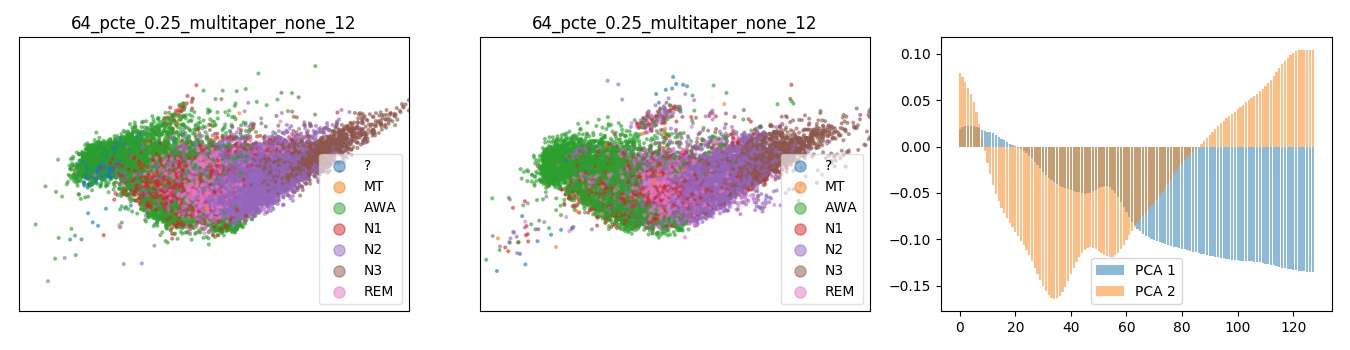 64_pcte_0.25_multitaper_none_12
?
MT
AWA
N1
N2
N3
REM
64_pcte_0.25_multitaper_none_12
?
MT
AWA
N1
N2
N3
REM
0.10
0.05
0.00
−0.05
−0.10
−0.15
PCA 1
PCA 2
0 20 40 60 80 100 120